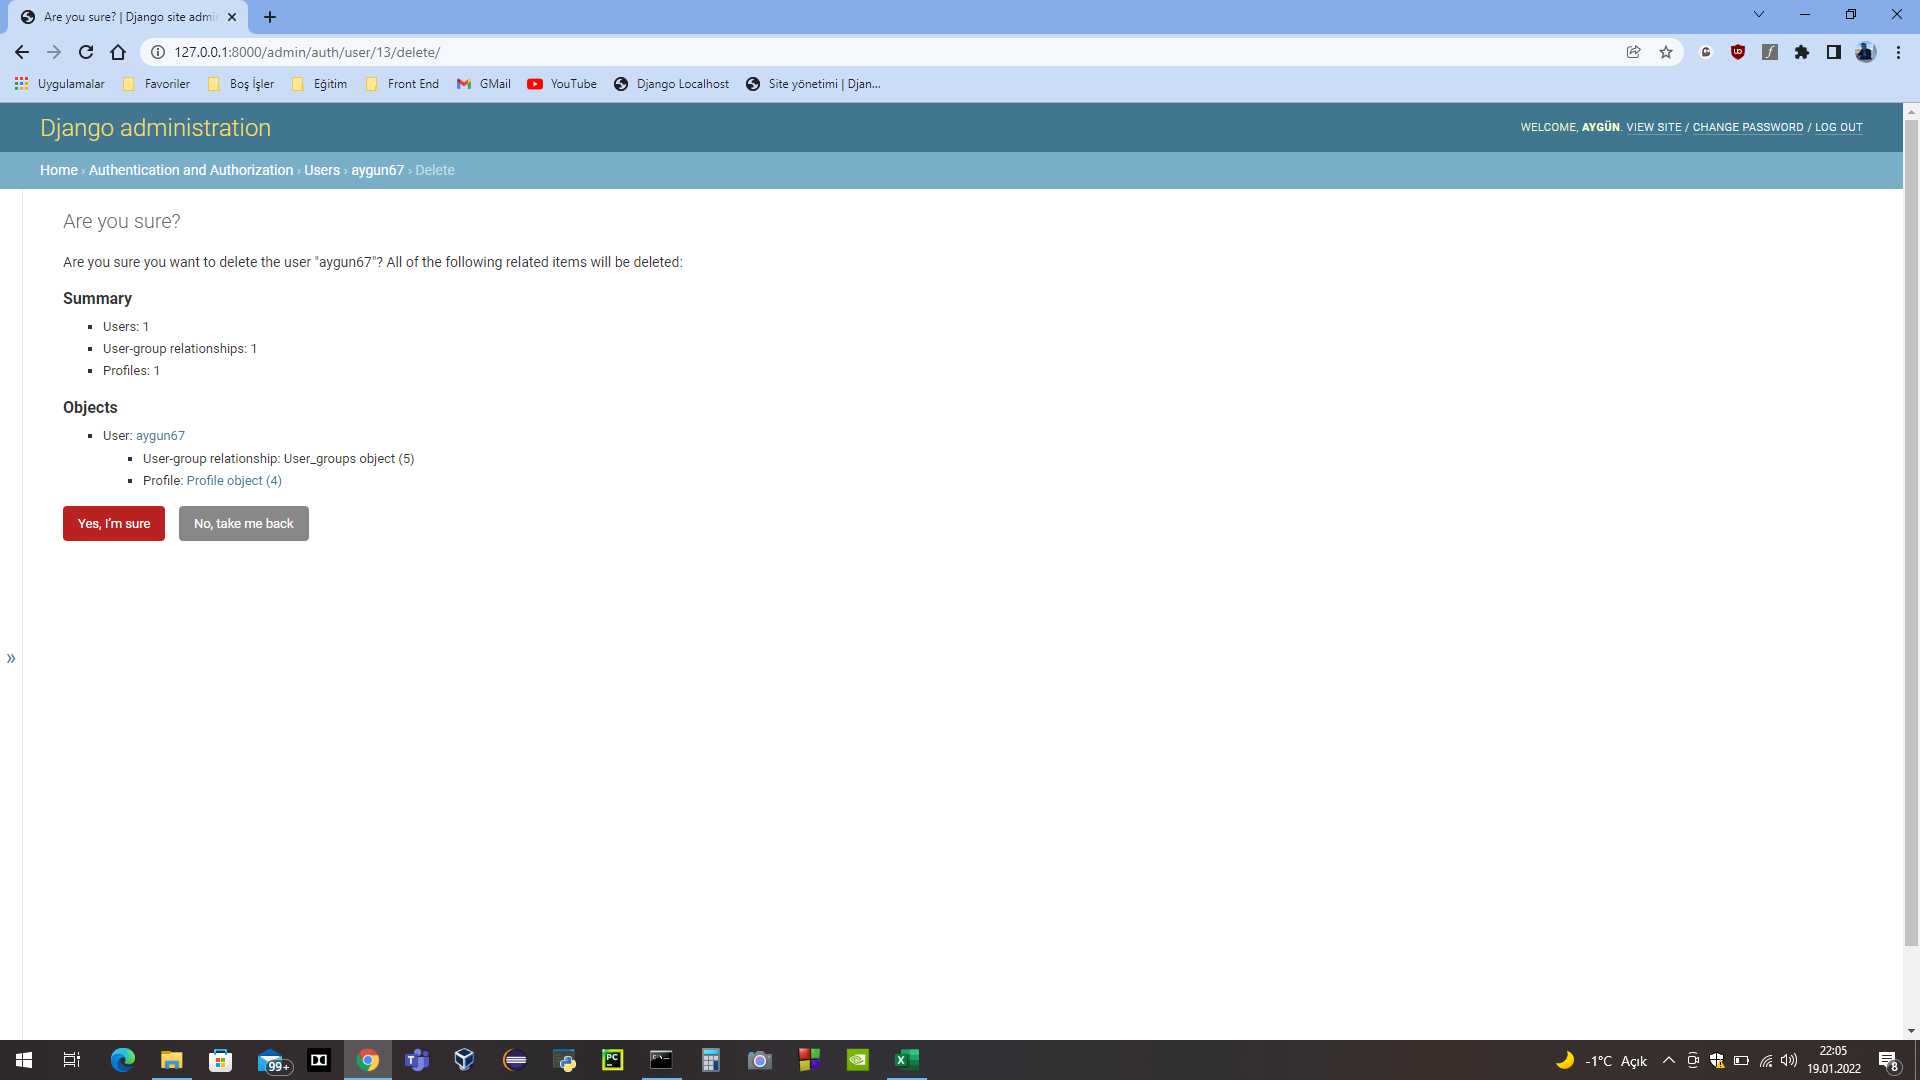 Are you sure? | Django site admi
127.0.0.1:8000/admin/auth/user/13/delete/
Uygulamalar Favoriler Boş İşler Eğitim Front End GMail YouTube Django Localhost Site yönetimi | Djan...
Django administration
WELCOME, AYGÜN. VIEW SITE / CHANGE PASSWORD / LOG OUT
Home › Authentication and Authorization › Users › aygun67 › Delete
Are you sure?
Are you sure you want to delete the user "aygun67"? All of the following related items will be deleted:
Summary
Users: 1
User-group relationships: 1
Profiles: 1
Objects
User: aygun67
User-group relationship: User_groups object (5)
Profile: Profile object (4)
Yes, I’m sure No, take me back
»
99+
PC
-1°C Açık
22:05
19.01.2022
8